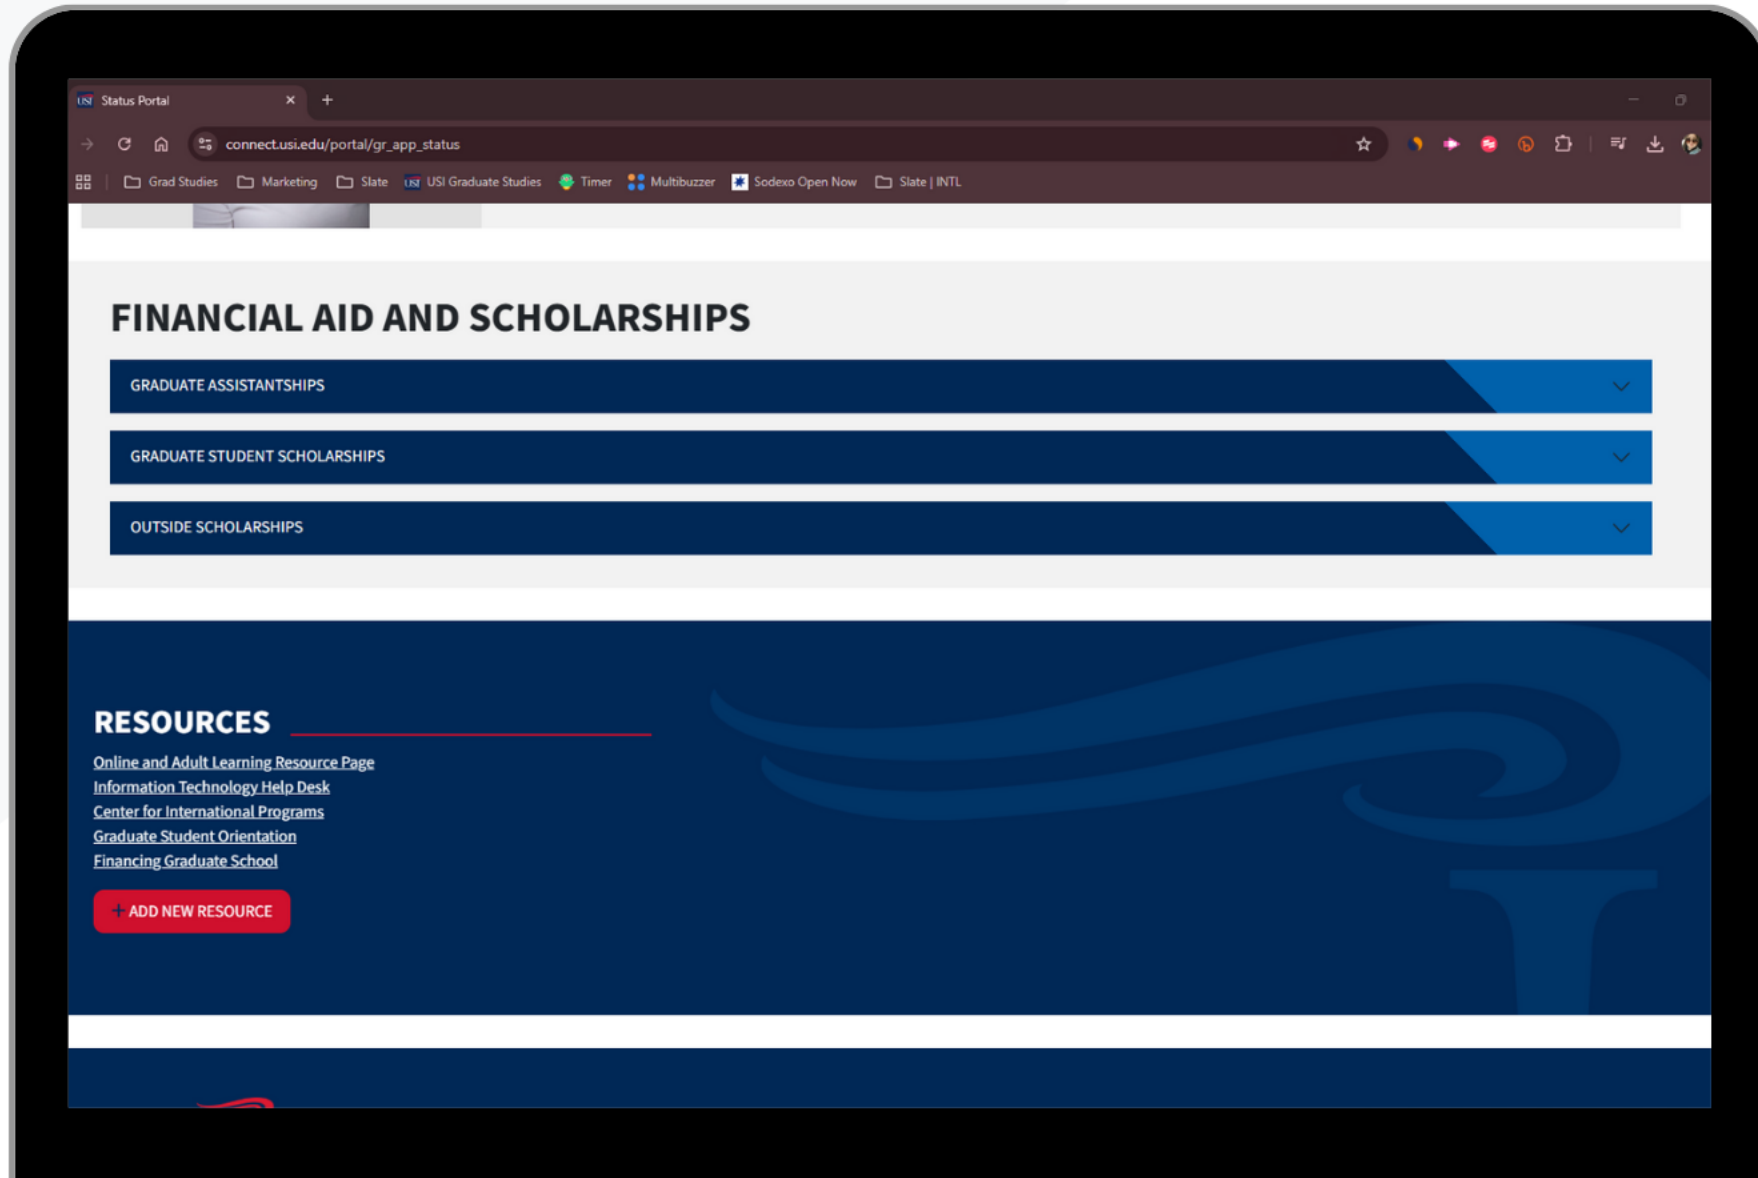 USI Status Portal
connect.usi.edu/portal/gr_app_status
Grad Studies Marketing Slate USI USI Graduate Studies Timer Multibuzzer Sodexo Open Now Slate | INTL
FINANCIAL AID AND SCHOLARSHIPS
GRADUATE ASSISTANTSHIPS
GRADUATE STUDENT SCHOLARSHIPS
OUTSIDE SCHOLARSHIPS
RESOURCES
Online and Adult Learning Resource Page
Information Technology Help Desk
Center for International Programs
Graduate Student Orientation
Financing Graduate School
+ ADD NEW RESOURCE